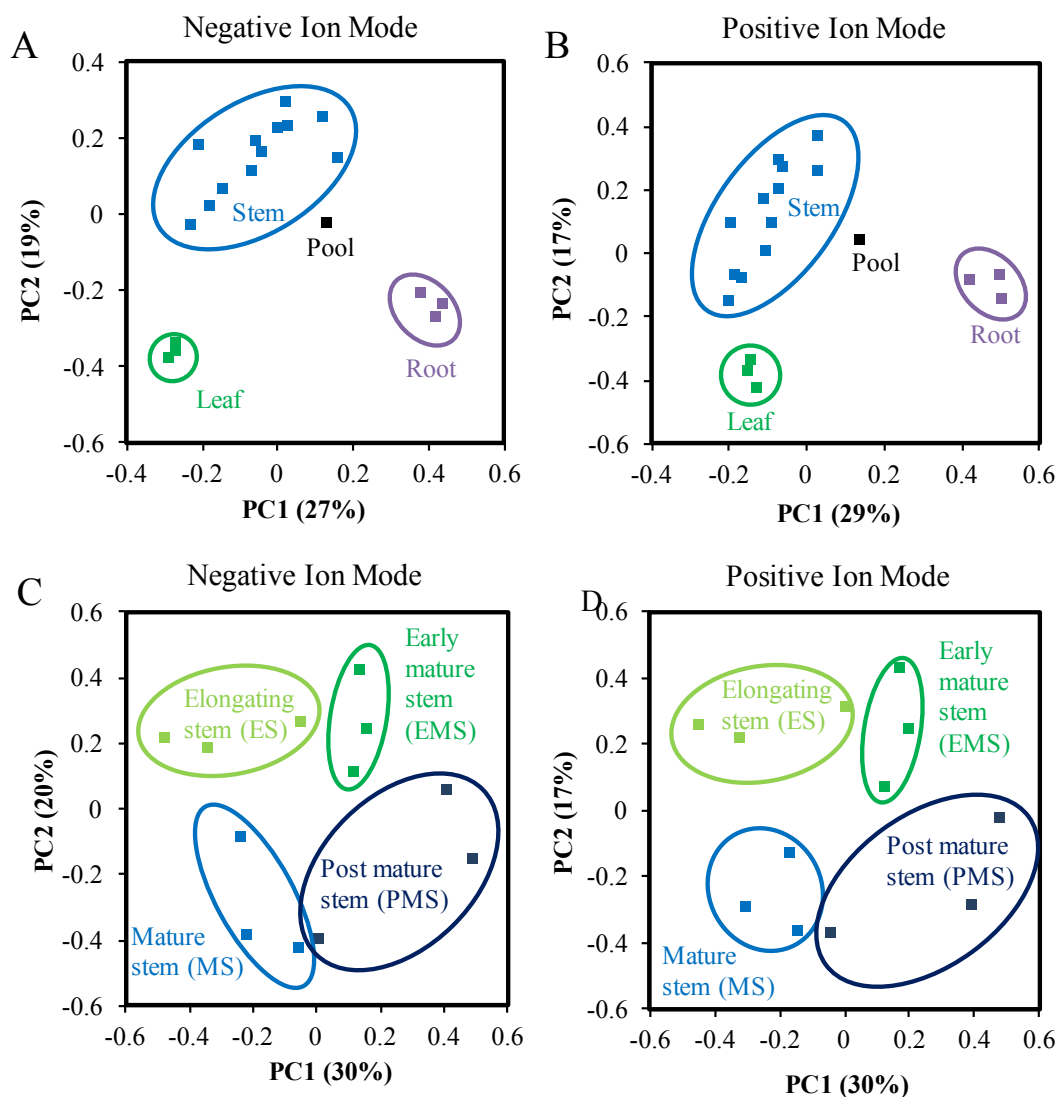 A
Negative Ion Mode
0.4
0.2
0
-0.2
-0.4
-0.6
PC2 (19%)
Stem
Pool
Root
Leaf
-0.4
-0.2
0
0.2
0.4
0.6
PC1 (27%)
B
Positive Ion Mode
0.6
0.4
0.2
0
-0.2
-0.4
-0.6
PC2 (17%)
Stem
Pool
Root
Leaf
-0.4
-0.2
0
0.2
0.4
0.6
PC1 (29%)
C
Negative Ion Mode
0.6
0.4
0.2
0
-0.2
-0.4
-0.6
PC2 (20%)
Elongating
stem (ES)
Early
mature
stem
(EMS)
Post mature
stem (PMS)
Mature
stem (MS)
-0.6
-0.4
-0.2
0
0.2
0.4
0.6
PC1 (30%)
D
Positive Ion Mode
0.6
0.4
0.2
0
-0.2
-0.4
-0.6
PC2 (17%)
Elongating
stem (ES)
Early
mature
stem
(EMS)
Post mature
stem (PMS)
Mature
stem (MS)
-0.6
-0.4
-0.2
0
0.2
0.4
0.6
PC1 (30%)